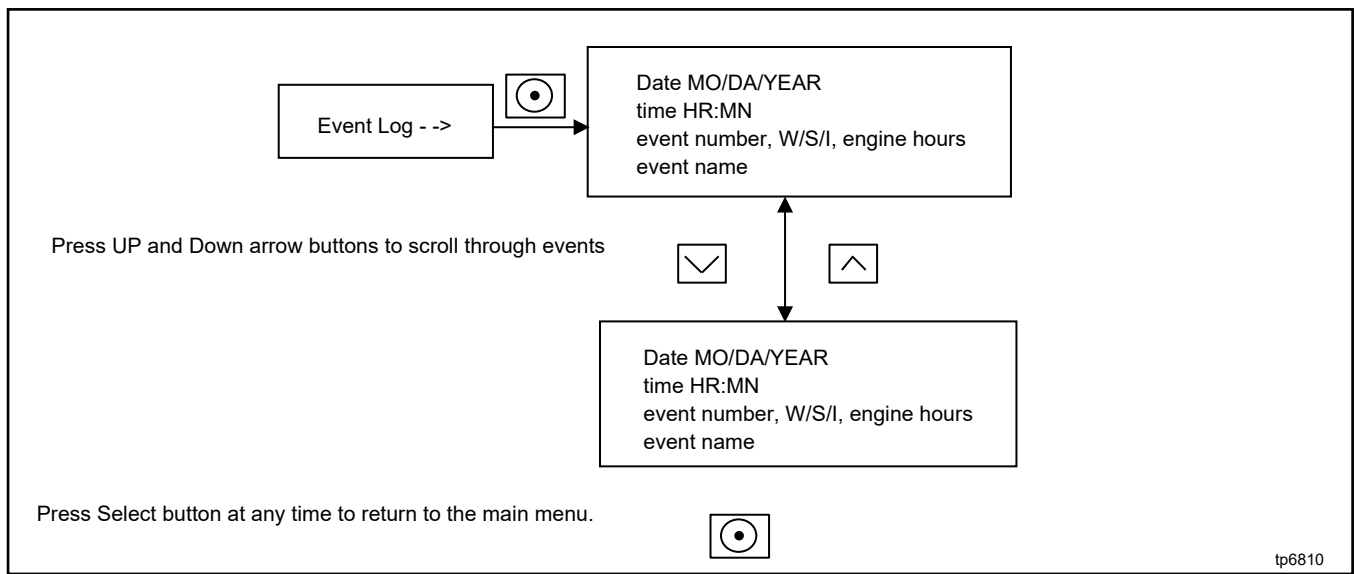 Event Log - ->
Date MO/DA/YEAR
time HR:MN
event number, W/S/I, engine hours
event name
Press UP and Down arrow buttons to scroll through events
Date MO/DA/YEAR
time HR:MN
event number, W/S/I, engine hours
event name
Press Select button at any time to return to the main menu.
tp6810